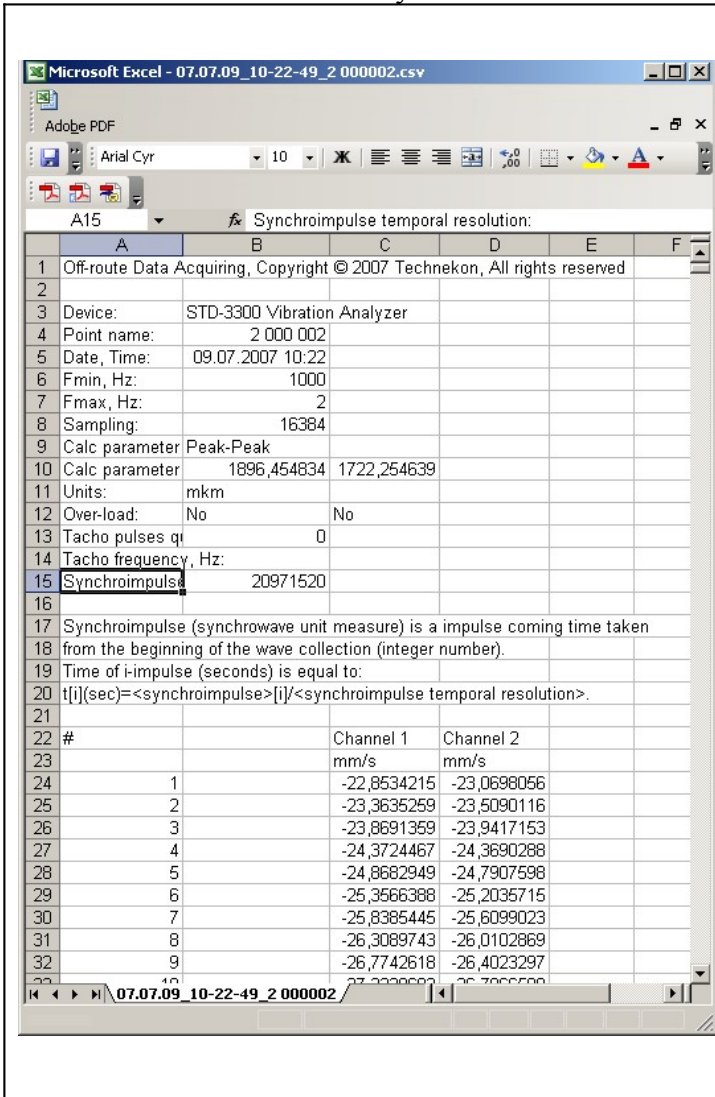 Microsoft Excel - 07.07.09_10-22-49_2 000002.csv
Adobe PDF
Arial Cyr 10 Ж
A15 fx Synchroimpulse temporal resolution:
A B C D E F
1 Off-route Data Acquiring, Copyright © 2007 Technekon, All rights reserved
2
3 Device: STD-3300 Vibration Analyzer
4 Point name: 2 000 002
5 Date, Time: 09.07.2007 10:22
6 Fmin, Hz: 1000
7 Fmax, Hz: 2
8 Sampling: 16384
9 Calc parameter Peak-Peak
10 Calc parameter 1896,454834 1722,254639
11 Units: mkm
12 Over-load: No No
13 Tacho pulses qu 0
14 Tacho frequency, Hz:
15 Synchroimpulse 20971520
16
17 Synchroimpulse (synchrowave unit measure) is a impulse coming time taken
18 from the beginning of the wave collection (integer number).
19 Time of i-impulse (seconds) is equal to:
20 t[i](sec)=<synchroimpulse>[i]/<synchroimpulse temporal resolution>.
21
22 # Channel 1 Channel 2
23 mm/s mm/s
24 1 -22,8534215 -23,0698056
25 2 -23,3635259 -23,5090116
26 3 -23,8691359 -23,9417153
27 4 -24,3724467 -24,3690288
28 5 -24,8682949 -24,7907598
29 6 -25,3566388 -25,2035715
30 7 -25,8385445 -25,6099023
31 8 -26,3089743 -26,0102869
32 9 -26,7742618 -26,4023297
07.07.09_10-22-49_2 000002